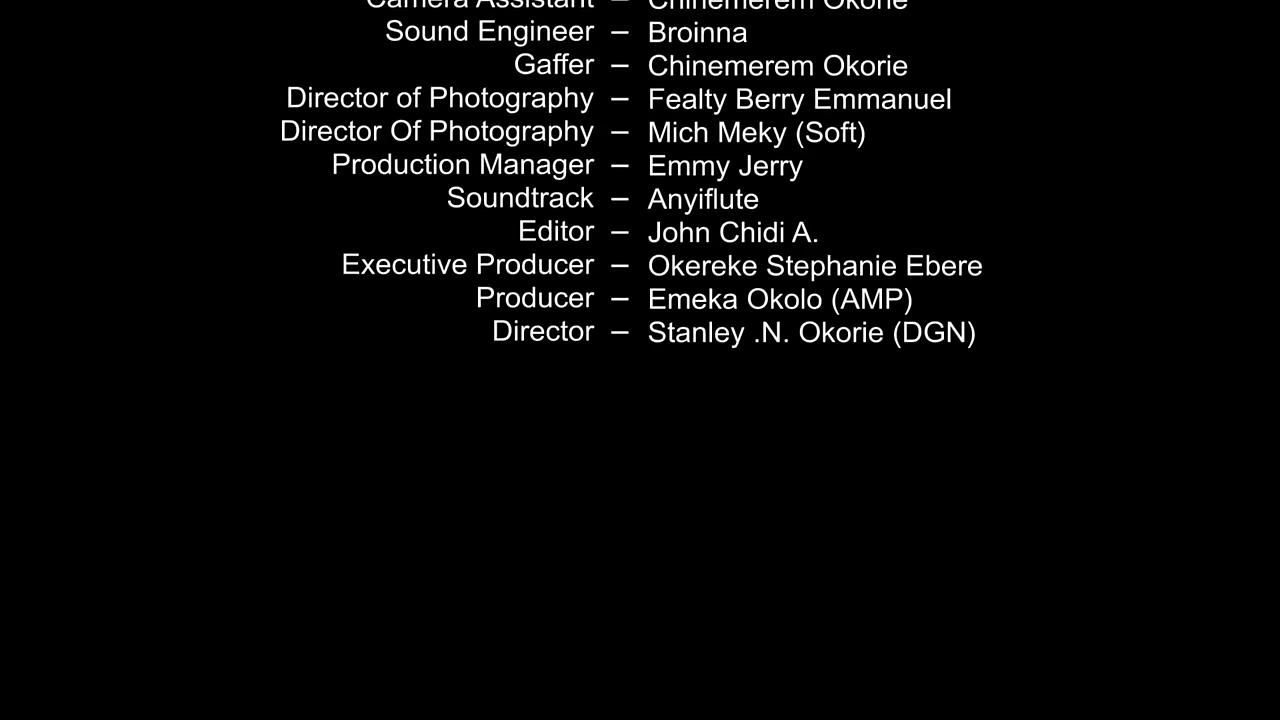 Camera Assistant – Chinemerem Okorie
Sound Engineer – Broinna
Gaffer – Chinemerem Okorie
Director of Photography – Fealty Berry Emmanuel
Director Of Photography – Mich Meky (Soft)
Production Manager – Emmy Jerry
Soundtrack – Anyiflute
Editor – John Chidi A.
Executive Producer – Okereke Stephanie Ebere
Producer – Emeka Okolo (AMP)
Director – Stanley .N. Okorie (DGN)